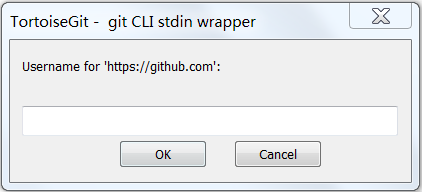 TortoiseGit -  git CLI stdin wrapper
Username for 'https://github.com':
OK
Cancel